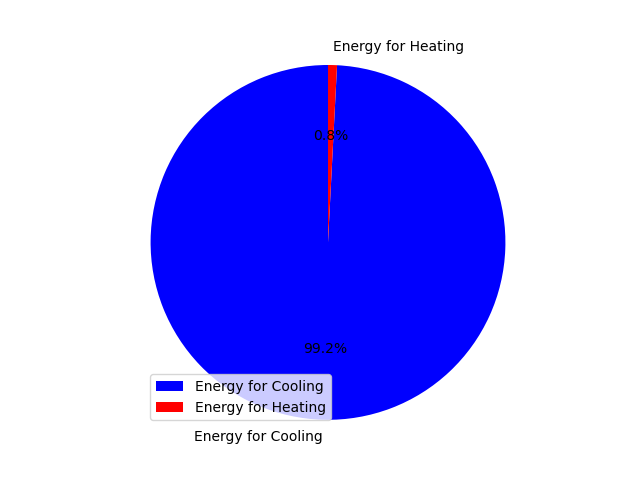 Energy for Heating
0.8%
99.2%
Energy for Cooling
Energy for Heating
Energy for Cooling